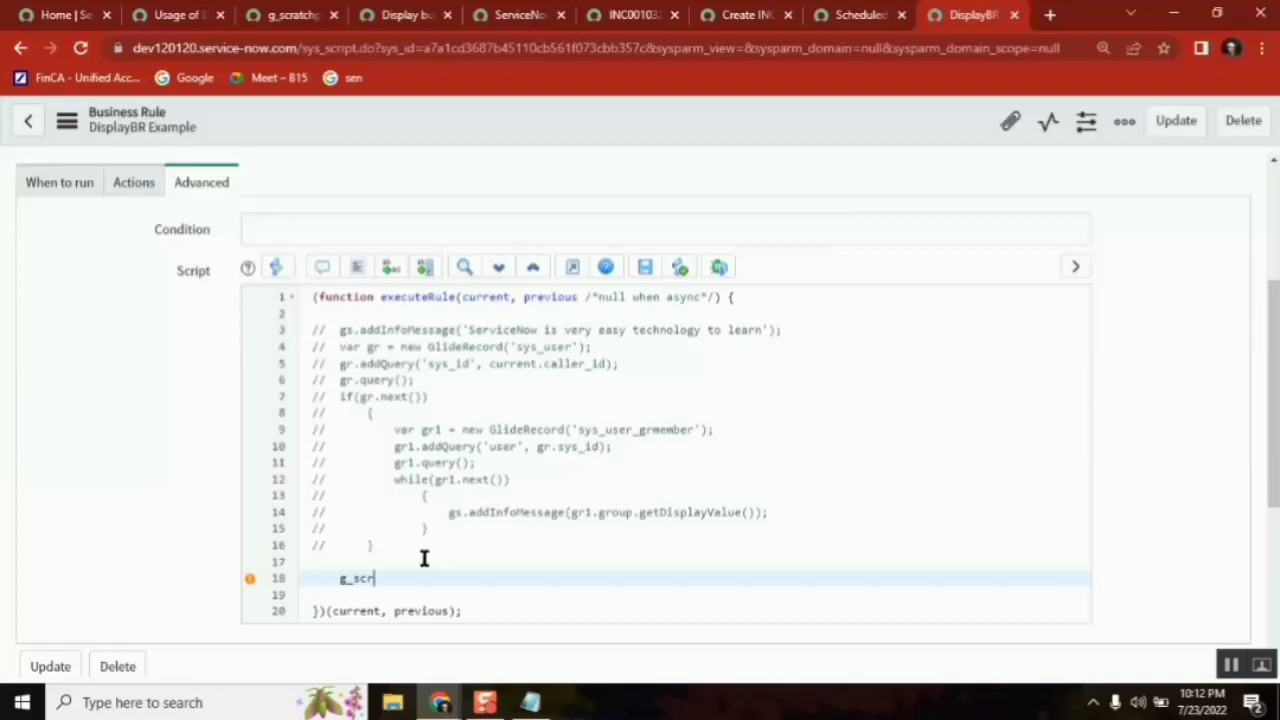 Home | Se
Usage of D
g_scratchp
Display bu
ServiceNo
INC001033
Create INC
Scheduled
DisplayBR
dev120120.service-now.com/sys_script.do?sys_id=a7a1cd3687b45110cb561f073cbb357c&sysparm_view=&sysparm_domain=null&sysparm_domain_scope=null
FinCA - Unified Acc...
Google
Meet – B15
sen
Business Rule
DisplayBR Example
Update
Delete
When to run
Actions
Advanced
Condition
Script
1 (function executeRule(current, previous /*null when async*/) {
2
3 // gs.addInfoMessage('ServiceNow is very easy technology to learn');
4 // var gr = new GlideRecord('sys_user');
5 // gr.addQuery('sys_id', current.caller_id);
6 // gr.query();
7 // if(gr.next())
8 // {
9 // var gr1 = new GlideRecord('sys_user_grmember');
10 // gr1.addQuery('user', gr.sys_id);
11 // gr1.query();
12 // while(gr1.next())
13 // {
14 // gs.addInfoMessage(gr1.group.getDisplayValue());
15 // }
16 // }
17
18 g_scr
19
20 })(current, previous);
Update
Delete
Type here to search
10:12 PM
7/23/2022